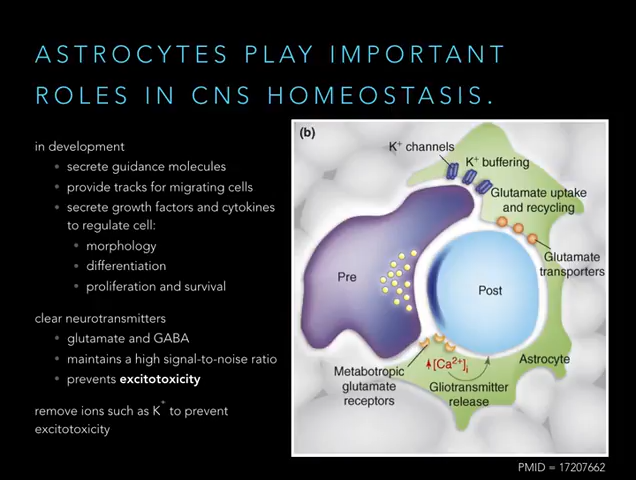 ASTROCYTES PLAY IMPORTANT
ROLES IN CNS HOMEOSTASIS.
in development
• secrete guidance molecules
• provide tracks for migrating cells
• secrete growth factors and cytokines
to regulate cell:
• morphology
• differentiation
• proliferation and survival
clear neurotransmitters
• glutamate and GABA
• maintains a high signal-to-noise ratio
• prevents excitotoxicity
remove ions such as K⁺ to prevent
excitotoxicity
(b)
K⁺ channels
K⁺ buffering
Glutamate uptake
and recycling
Glutamate
transporters
Pre
Post
Astrocyte
Metabotropic
glutamate
receptors
[Ca²⁺]ᵢ
Gliotransmitter
release
PMID = 17207662